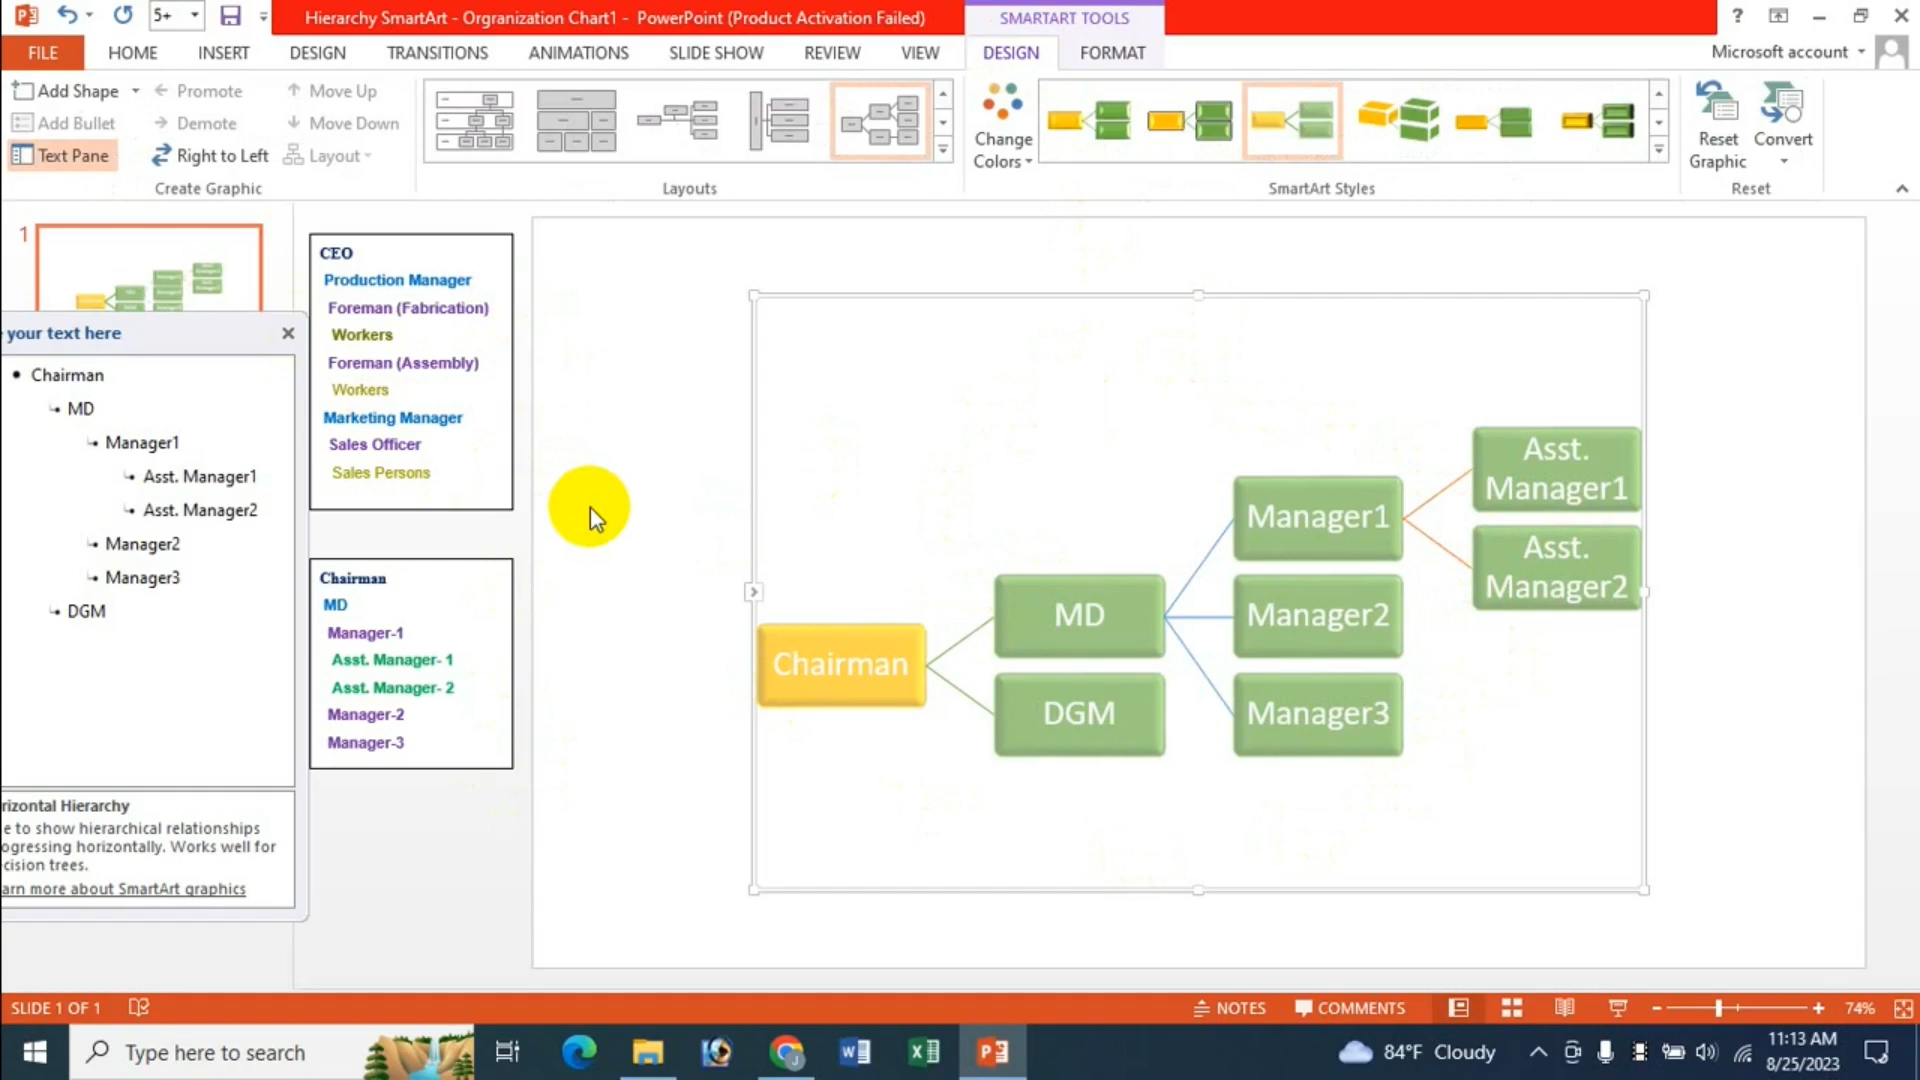 5+
Hierarchy SmartArt - Orgranization Chart1 - PowerPoint (Product Activation Failed)
SMARTART TOOLS
?
FILE
HOME
INSERT
DESIGN
TRANSITIONS
ANIMATIONS
SLIDE SHOW
REVIEW
VIEW
DESIGN
FORMAT
Microsoft account
Add Shape
Promote
Move Up
Add Bullet
Demote
Move Down
Text Pane
Right to Left
Layout
Create Graphic
Layouts
Change
Colors
SmartArt Styles
Reset
Graphic
Convert
Reset
1
your text here
• Chairman
MD
Manager1
Asst. Manager1
Asst. Manager2
Manager2
Manager3
DGM
rizontal Hierarchy
e to show hierarchical relationships
ogressing horizontally. Works well for
cision trees.
arn more about SmartArt graphics
CEO
Production Manager
Foreman (Fabrication)
Workers
Foreman (Assembly)
Workers
Marketing Manager
Sales Officer
Sales Persons
Chairman
MD
Manager-1
Asst. Manager- 1
Asst. Manager- 2
Manager-2
Manager-3
Chairman
MD
DGM
Manager1
Manager2
Manager3
Asst.
Manager1
Asst.
Manager2
SLIDE 1 OF 1
NOTES
COMMENTS
74%
Type here to search
84°F Cloudy
11:13 AM
8/25/2023